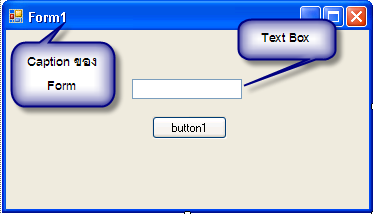 Form1
Text Box
Caption ของ
Form
button1